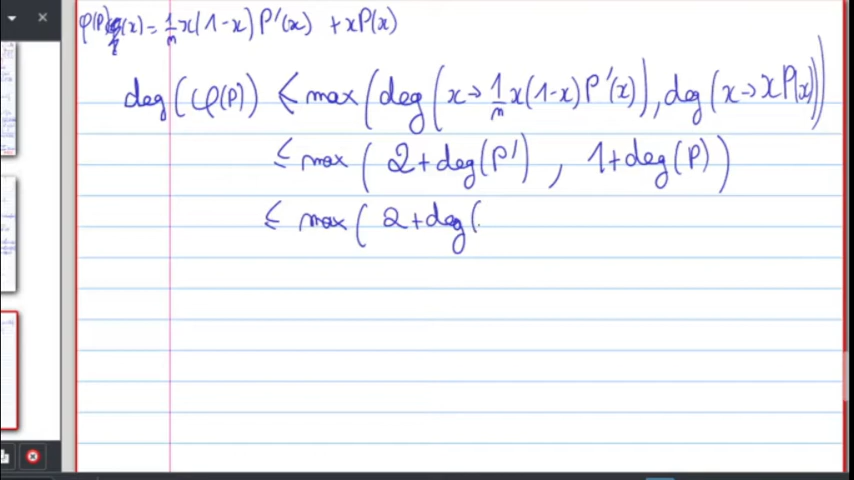 φ(P)(x) = 1/n x(1-x) P'(x) + xP(x)
deg(φ(P)) ≤ max(deg(x→ 1/n x(1-x) P'(x)), deg(x→ xP(x)))
≤ max( 2+deg(P') , 1+deg(P) )
≤ max( 2+deg(